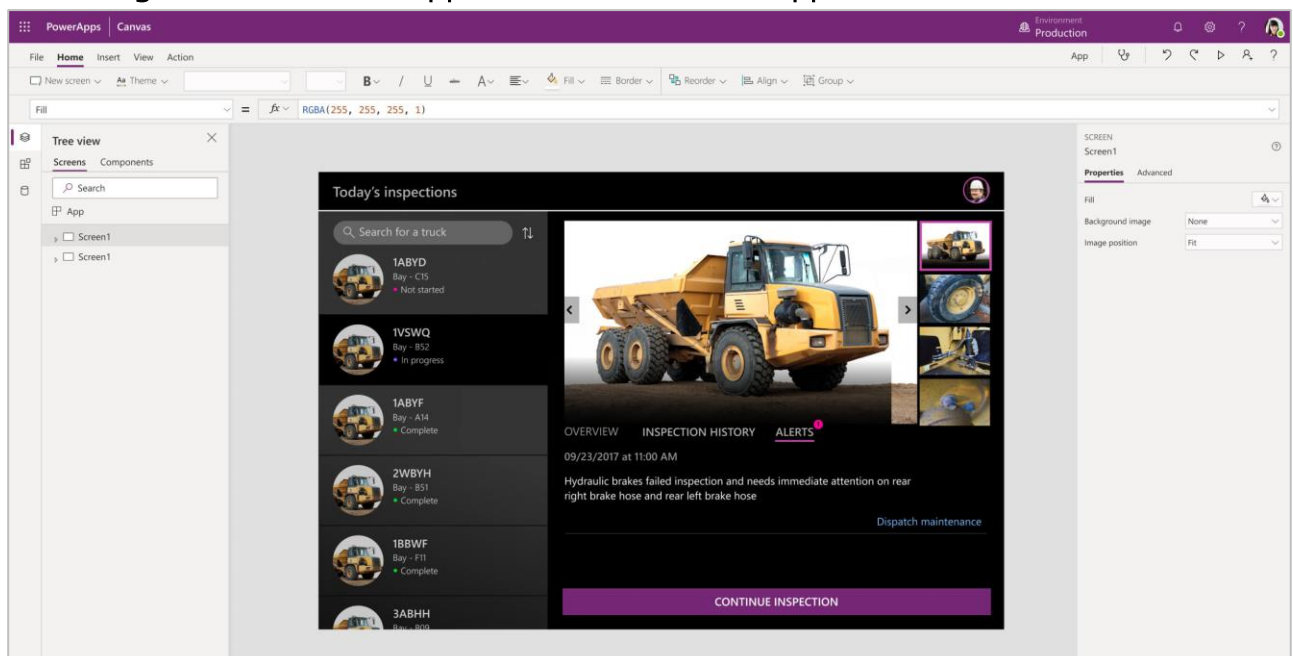 PowerApps Canvas
Environment
Production
File Home Insert View Action
App
New screen Theme B / U A Fill Border Reorder Align Group
Fill = fx RGBA(255, 255, 255, 1)
Tree view
Screens Components
Search
App
Screen1
Screen1
Today's inspections
Search for a truck
1ABYD
Bay - C15
Not started
1VSWQ
Bay - B52
In progress
1ABYF
Bay - A14
Complete
2WBYH
Bay - B51
Complete
1BBWF
Bay - F11
Complete
3ABHH
Bay - B09
OVERVIEW INSPECTION HISTORY ALERTS
09/23/2017 at 11:00 AM
Hydraulic brakes failed inspection and needs immediate attention on rear
right brake hose and rear left brake hose
Dispatch maintenance
CONTINUE INSPECTION
SCREEN
Screen1
Properties Advanced
Fill
Background image None
Image position Fit